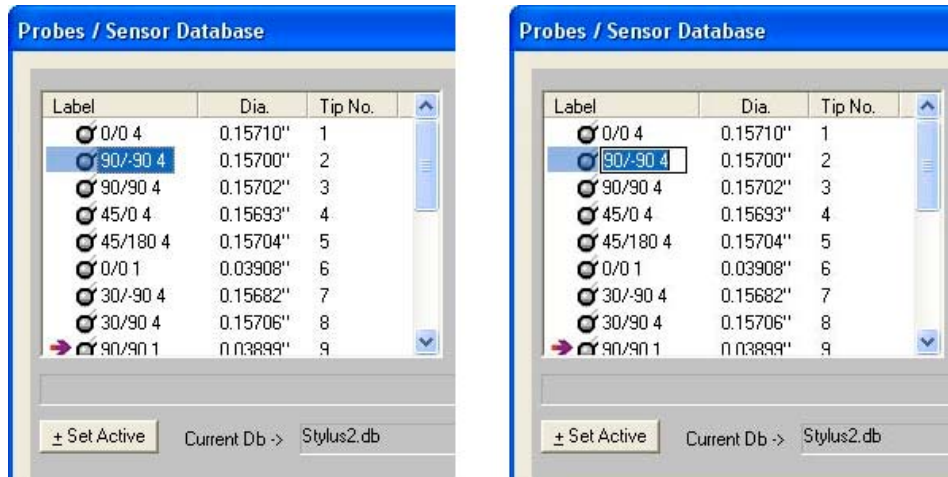 Probes / Sensor Database
Label Dia. Tip No.
0/0 4 0.15710" 1
90/-90 4 0.15700" 2
90/90 4 0.15702" 3
45/0 4 0.15693" 4
45/180 4 0.15704" 5
0/0 1 0.03908" 6
30/-90 4 0.15682" 7
30/90 4 0.15706" 8
90/90 1 0.03899" 9
± Set Active Current Db -> Stylus2.db
Probes / Sensor Database
Label Dia. Tip No.
0/0 4 0.15710" 1
90/-90 4 0.15700" 2
90/90 4 0.15702" 3
45/0 4 0.15693" 4
45/180 4 0.15704" 5
0/0 1 0.03908" 6
30/-90 4 0.15682" 7
30/90 4 0.15706" 8
90/90 1 0.03899" 9
± Set Active Current Db -> Stylus2.db